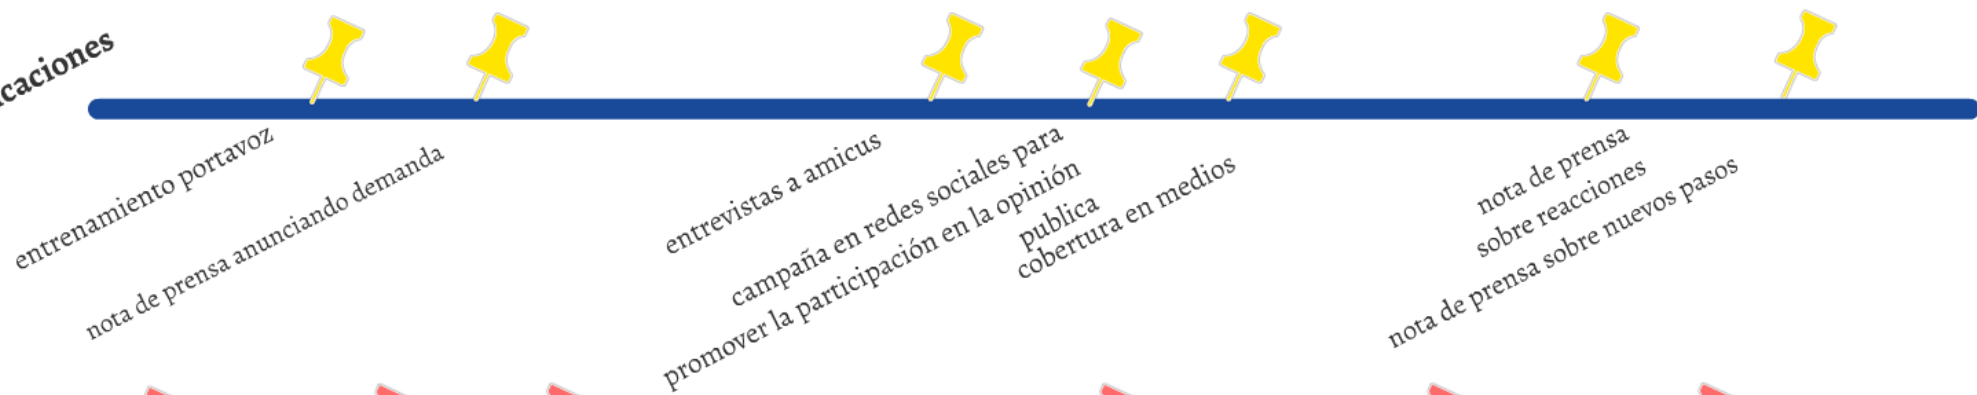 caciones
entrenamiento portavoz
nota de prensa anunciando demanda
entrevistas a amicus
campaña en redes sociales para
promover la participación en la opinión
publica
cobertura en medios
nota de prensa
sobre reacciones
nota de prensa sobre nuevos pasos